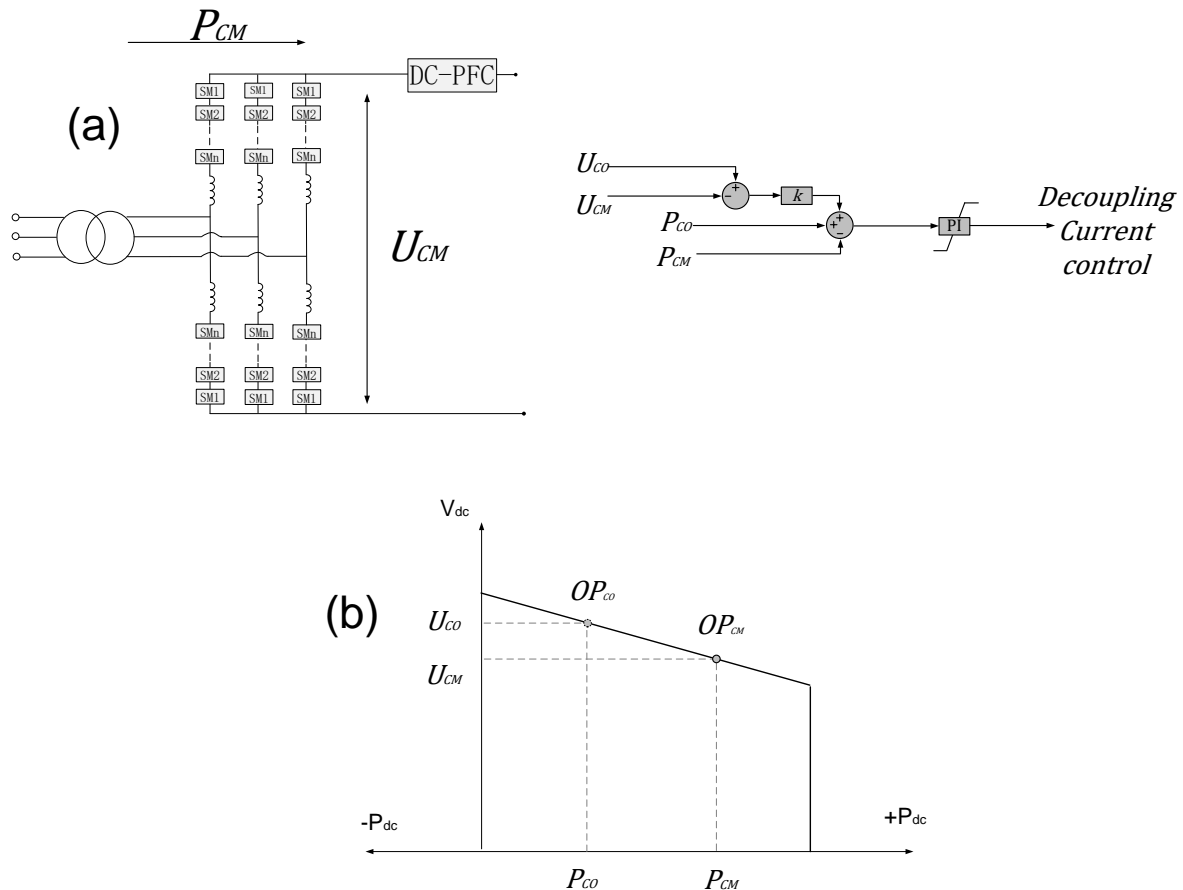 P_CM
DC-PFC
(a)
SM1 SM1 SM1
SM2 SM2 SM2
SMn SMn SMn
U_CM
SMn SMn SMn
SM2 SM2 SM2
SM1 SM1 SM1
U_CO
+
U_CM
−
k
P_CO
+
+
−
P_CM
PI
Decoupling
Current
control
V_dc
(b)
OP_CO
U_CO
OP_CM
U_CM
-P_dc
+P_dc
P_CO
P_CM